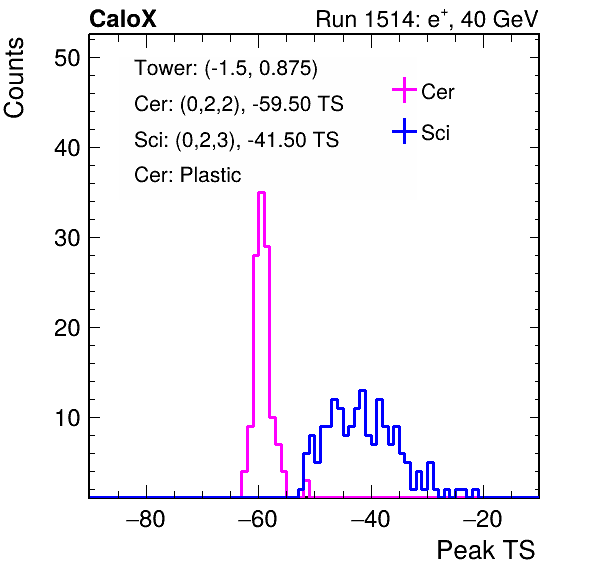 CaloX Run 1514: e⁺, 40 GeV
Counts
Tower: (-1.5, 0.875)
Cer: (0,2,2), -59.50 TS
Sci: (0,2,3), -41.50 TS
Cer: Plastic
Cer
Sci
50
40
30
20
10
−80 −60 −40 −20
Peak TS